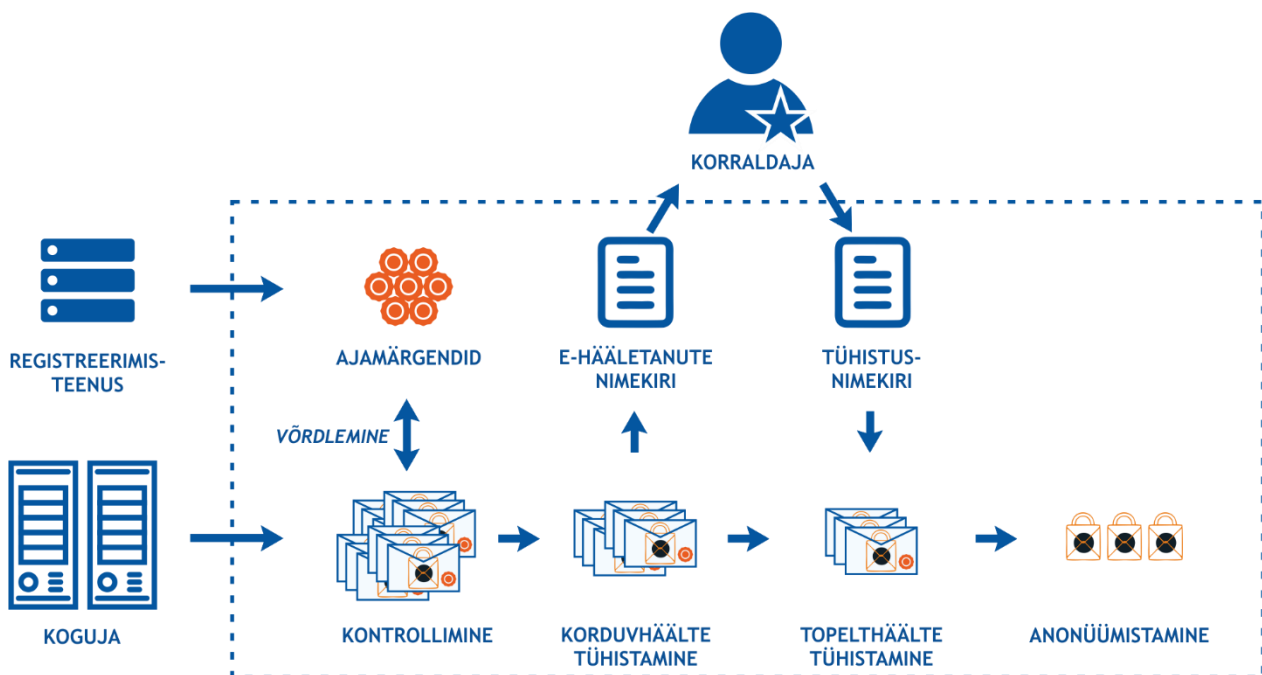 KORRALDAJA
REGISTREERIMIS-
TEENUS
AJAMÄRGENDID
E-HÄÄLETANUTE
NIMEKIRI
TÜHISTUS-
NIMEKIRI
VÕRDLEMINE
KOGUJA
KONTROLLIMINE
KORDUVHÄÄLTE
TÜHISTAMINE
TOPELTHÄÄLTE
TÜHISTAMINE
ANONÜÜMISTAMINE